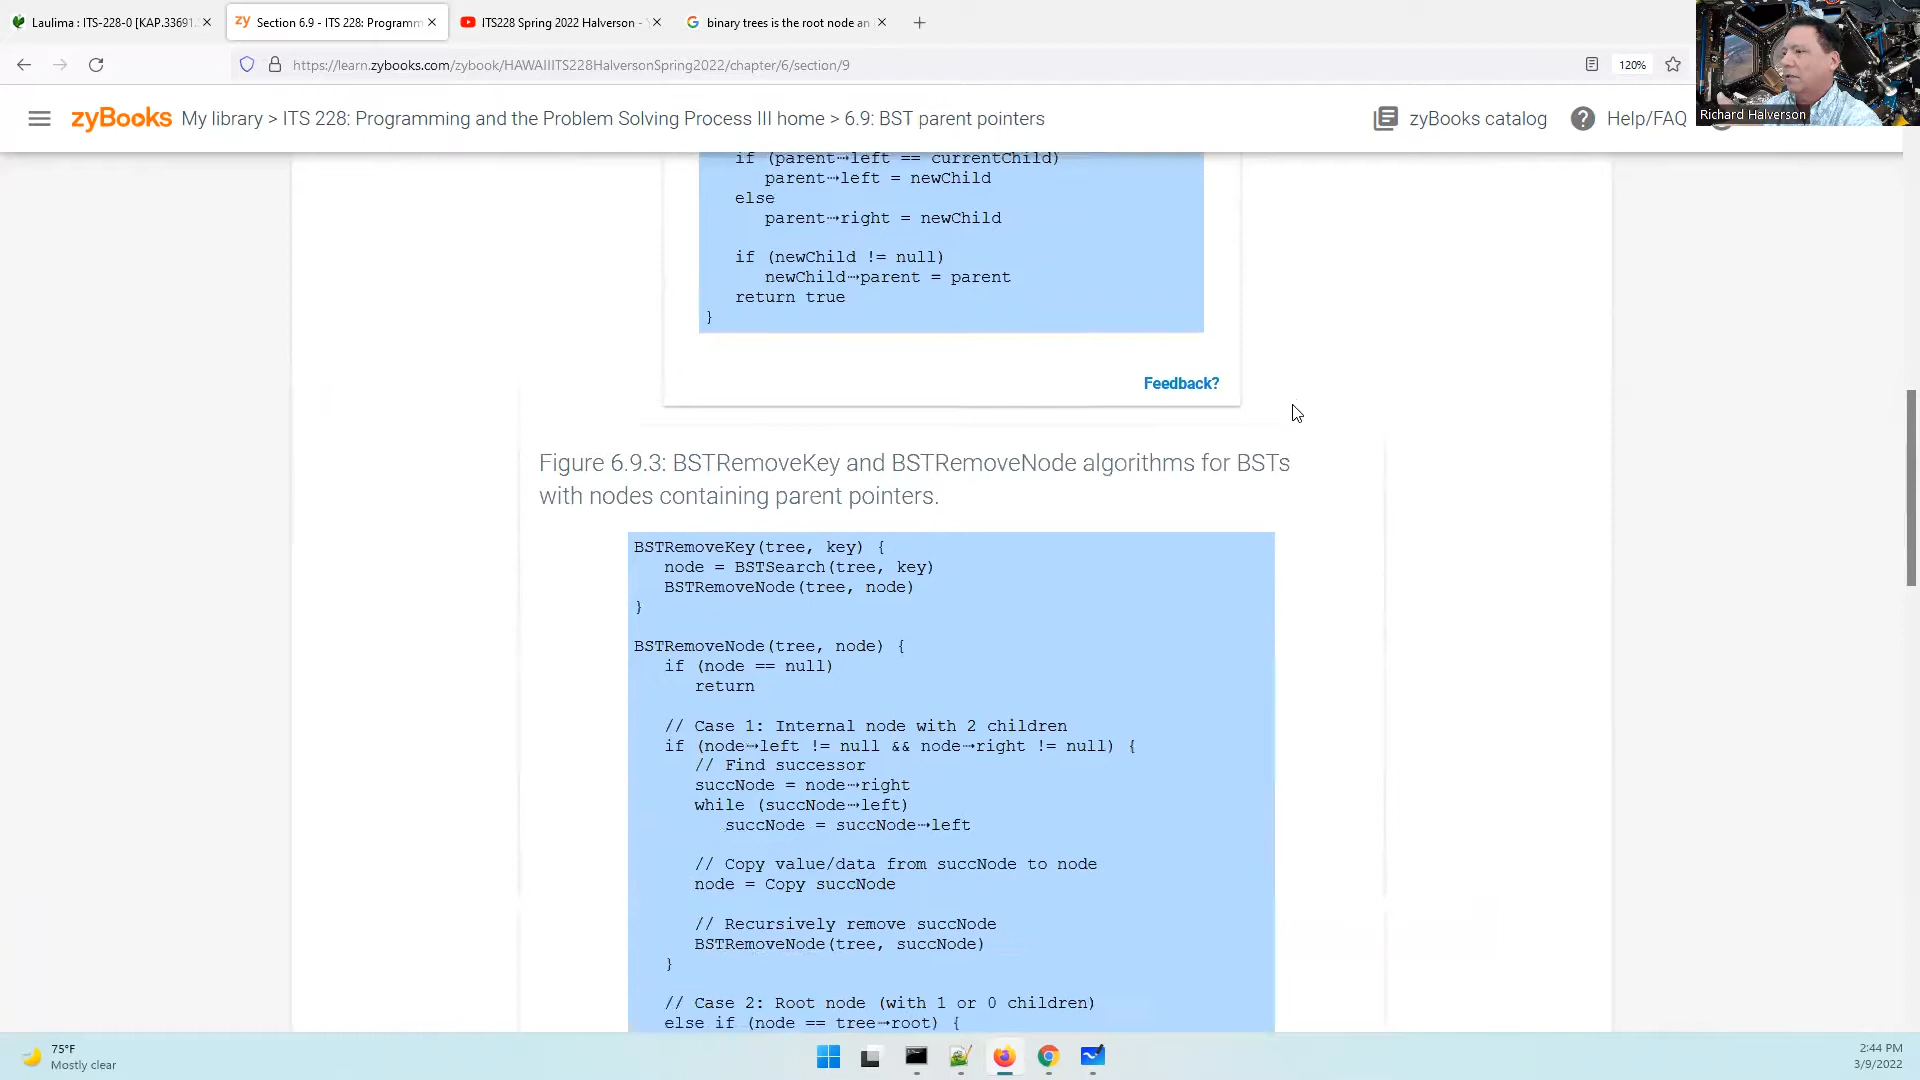 Laulima : ITS-228-0 [KAP.33691.
Section 6.9 - ITS 228: Programm
ITS228 Spring 2022 Halverson -
binary trees is the root node an
https://learn.zybooks.com/zybook/HAWAIIITS228HalversonSpring2022/chapter/6/section/9
120%
Richard Halverson
zyBooks My library > ITS 228: Programming and the Problem Solving Process III home > 6.9: BST parent pointers
zyBooks catalog
Help/FAQ
if (parent⇢left == currentChild)
parent⇢left = newChild
else
parent⇢right = newChild
if (newChild != null)
newChild⇢parent = parent
return true
}
Feedback?
Figure 6.9.3: BSTRemoveKey and BSTRemoveNode algorithms for BSTs
with nodes containing parent pointers.
BSTRemoveKey(tree, key) {
node = BSTSearch(tree, key)
BSTRemoveNode(tree, node)
}
BSTRemoveNode(tree, node) {
if (node == null)
return
// Case 1: Internal node with 2 children
if (node⇢left != null && node⇢right != null) {
// Find successor
succNode = node⇢right
while (succNode⇢left)
succNode = succNode⇢left
// Copy value/data from succNode to node
node = Copy succNode
// Recursively remove succNode
BSTRemoveNode(tree, succNode)
}
// Case 2: Root node (with 1 or 0 children)
else if (node == tree⇢root) {
75°F
Mostly clear
2:44 PM
3/9/2022